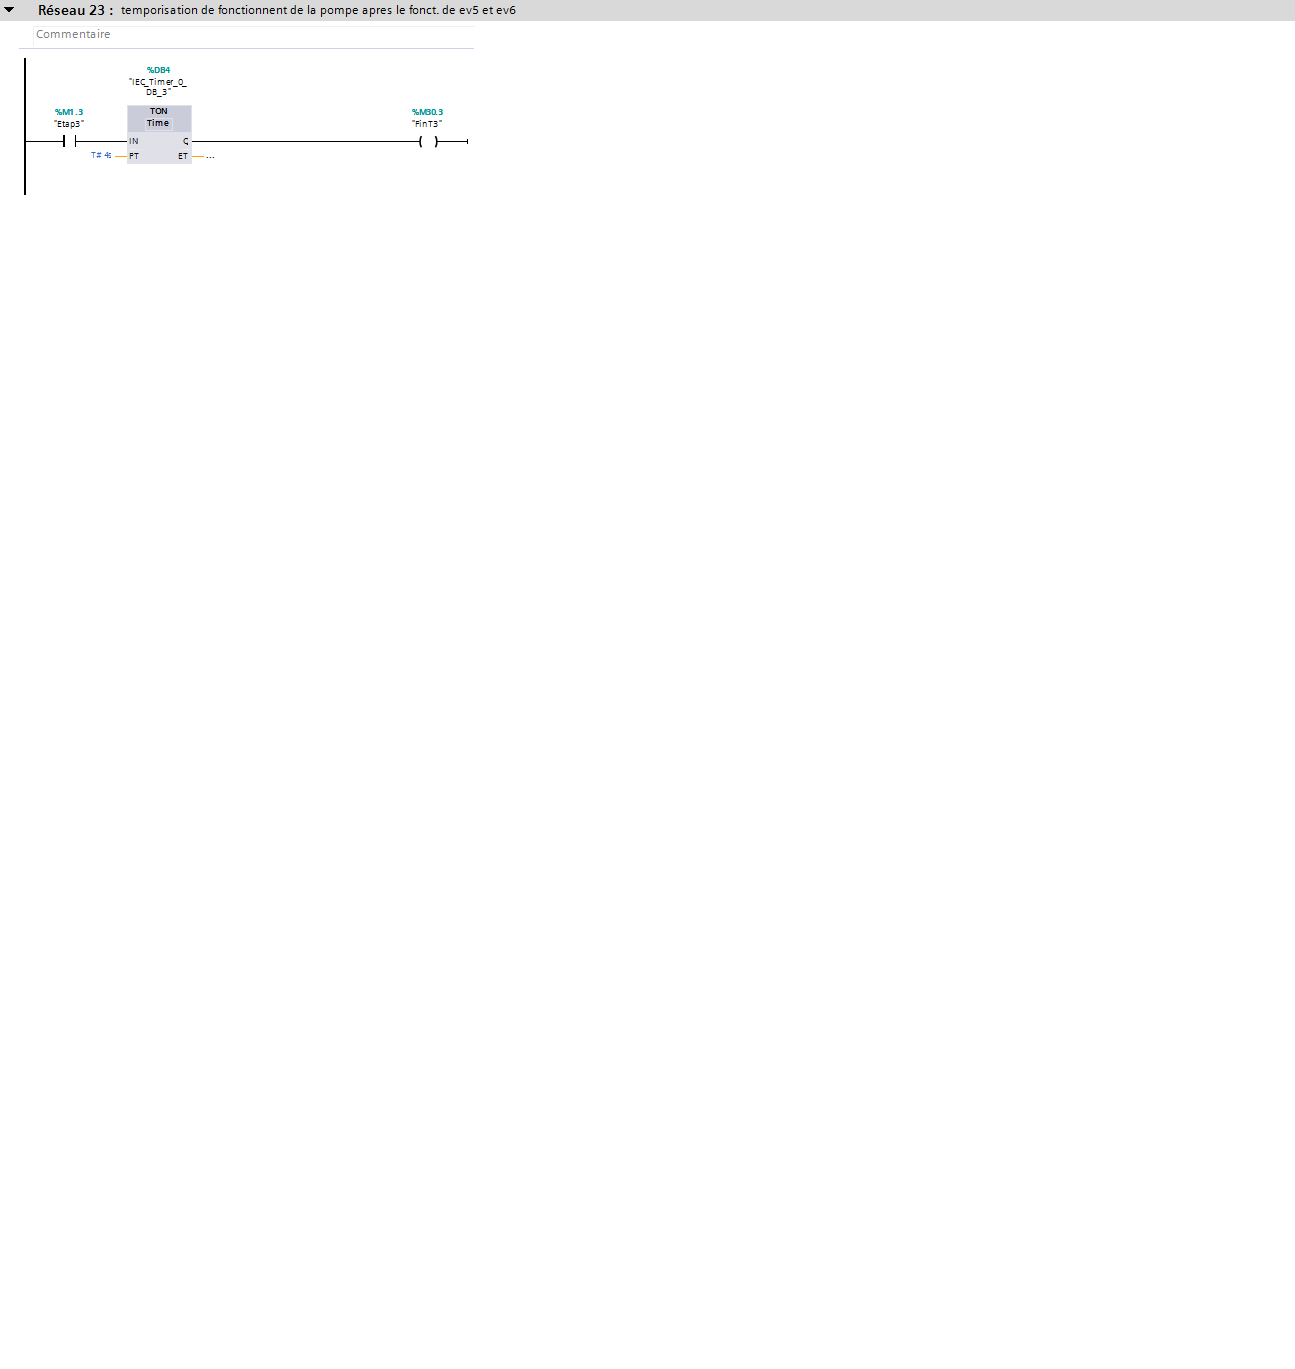 Réseau 23 : temporisation de fonctionnent de la pompe apres le fonct. de ev5 et ev6
Commentaire
%DB4
"IEC_Timer_0_
DB_3"
%M1.3
"Etap3"
TON
Time
%M30.3
"FinT3"
IN
Q
T# 4s
PT
ET
...